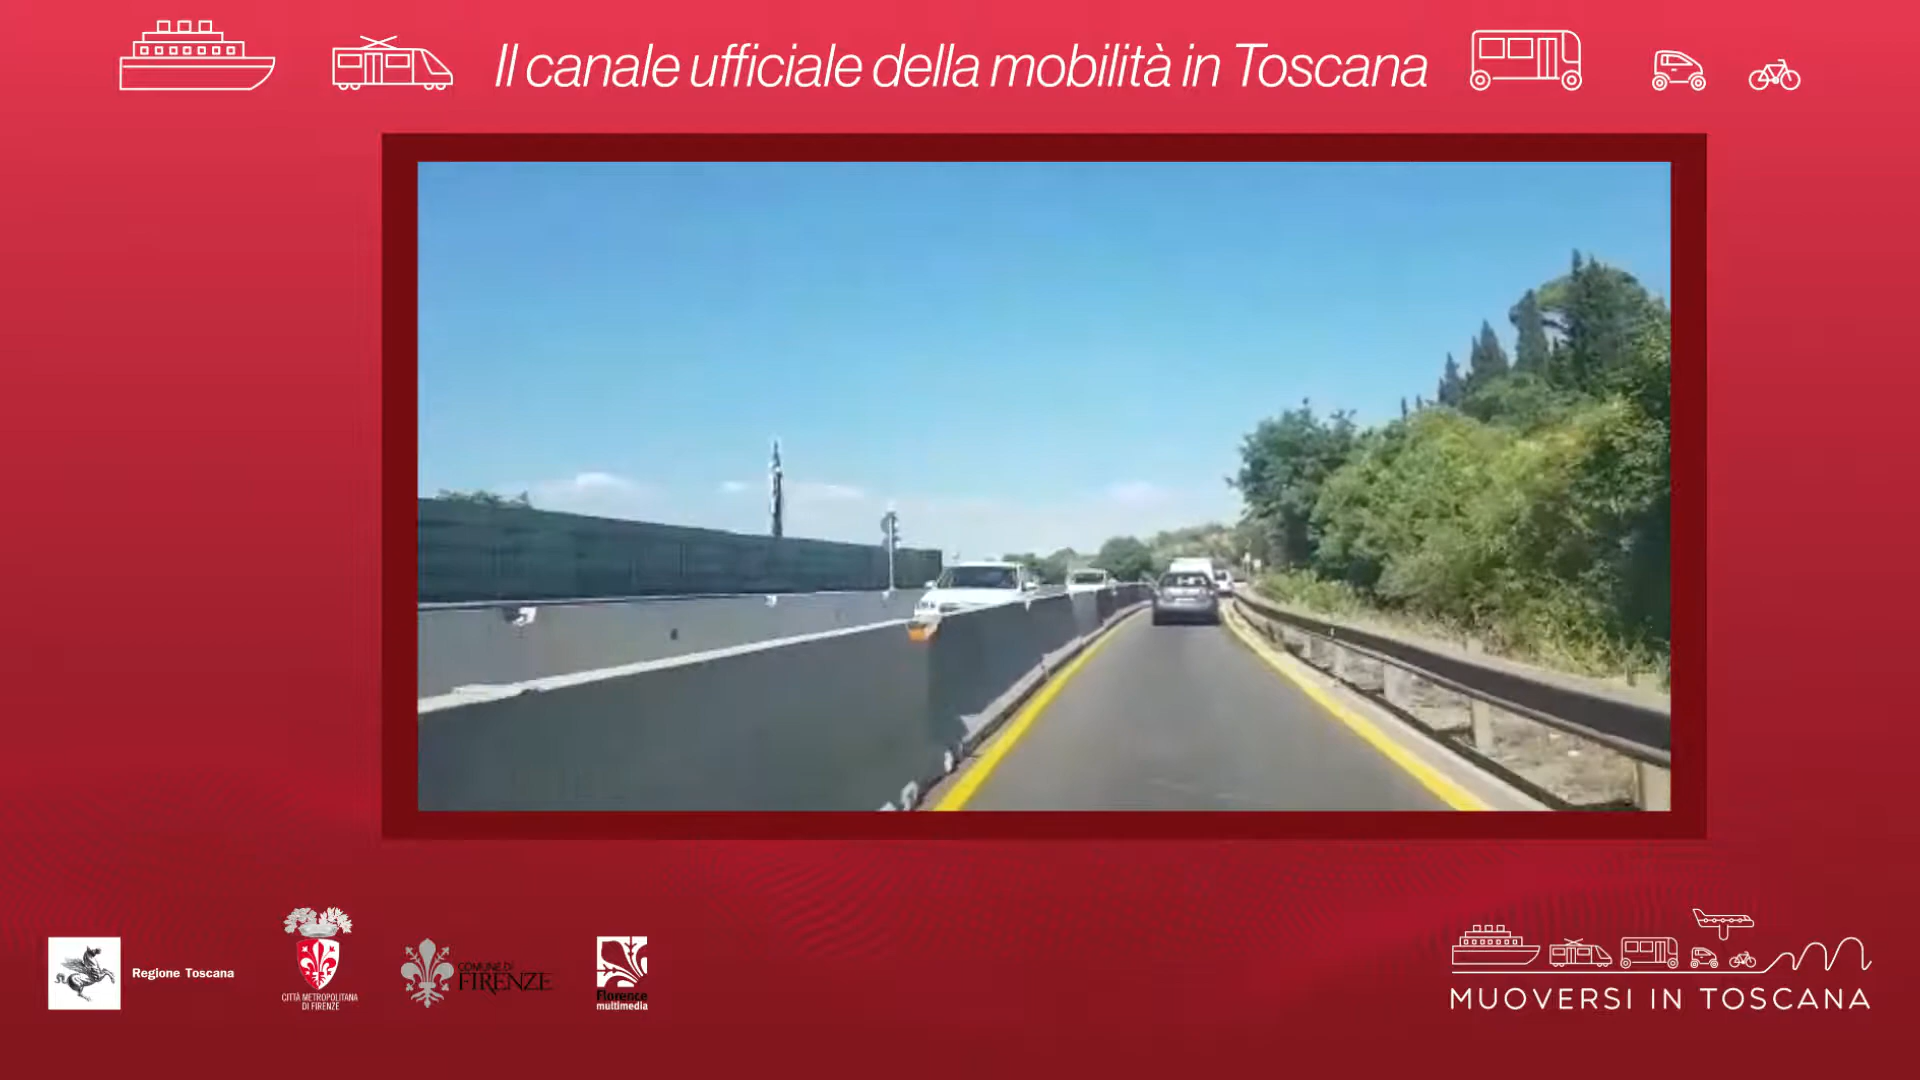 Il canale ufficiale della mobilità in Toscana
Regione Toscana
CITTÀ METROPOLITANA
DI FIRENZE
COMUNE DI
FIRENZE
Florence
multimedia
MUOVERSI IN TOSCANA